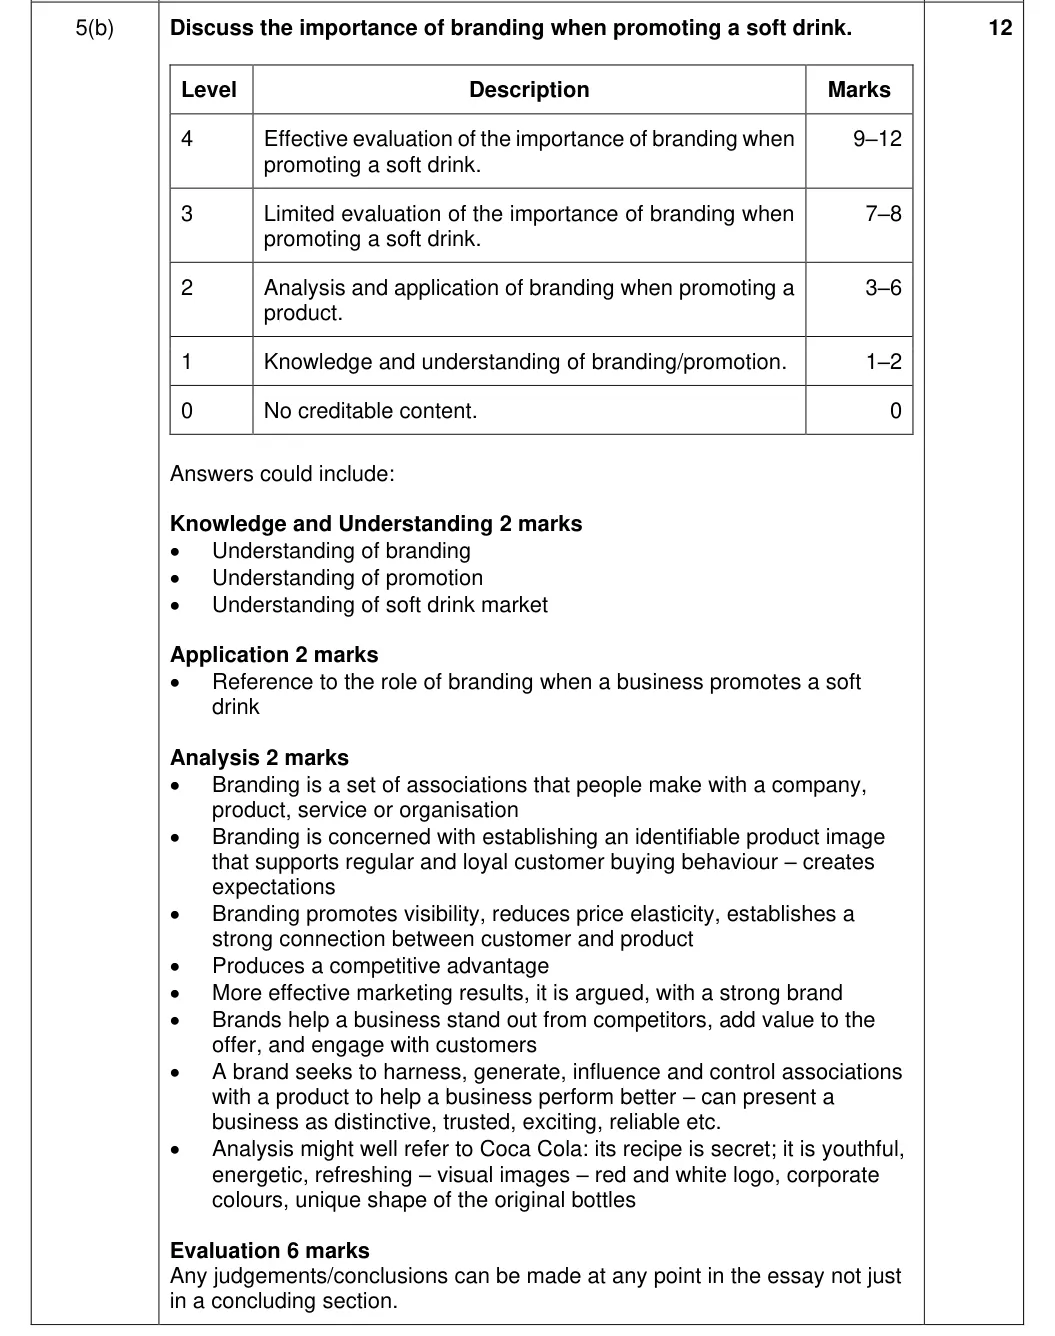 5(b) Discuss the importance of branding when promoting a soft drink. 12
Level Description Marks
4 Effective evaluation of the importance of branding when 9–12
promoting a soft drink.
3 Limited evaluation of the importance of branding when 7–8
promoting a soft drink.
2 Analysis and application of branding when promoting a 3–6
product.
1 Knowledge and understanding of branding/promotion. 1–2
0 No creditable content. 0
Answers could include:
Knowledge and Understanding 2 marks
• Understanding of branding
• Understanding of promotion
• Understanding of soft drink market
Application 2 marks
• Reference to the role of branding when a business promotes a soft
drink
Analysis 2 marks
• Branding is a set of associations that people make with a company,
product, service or organisation
• Branding is concerned with establishing an identifiable product image
that supports regular and loyal customer buying behaviour – creates
expectations
• Branding promotes visibility, reduces price elasticity, establishes a
strong connection between customer and product
• Produces a competitive advantage
• More effective marketing results, it is argued, with a strong brand
• Brands help a business stand out from competitors, add value to the
offer, and engage with customers
• A brand seeks to harness, generate, influence and control associations
with a product to help a business perform better – can present a
business as distinctive, trusted, exciting, reliable etc.
• Analysis might well refer to Coca Cola: its recipe is secret; it is youthful,
energetic, refreshing – visual images – red and white logo, corporate
colours, unique shape of the original bottles
Evaluation 6 marks
Any judgements/conclusions can be made at any point in the essay not just
in a concluding section.